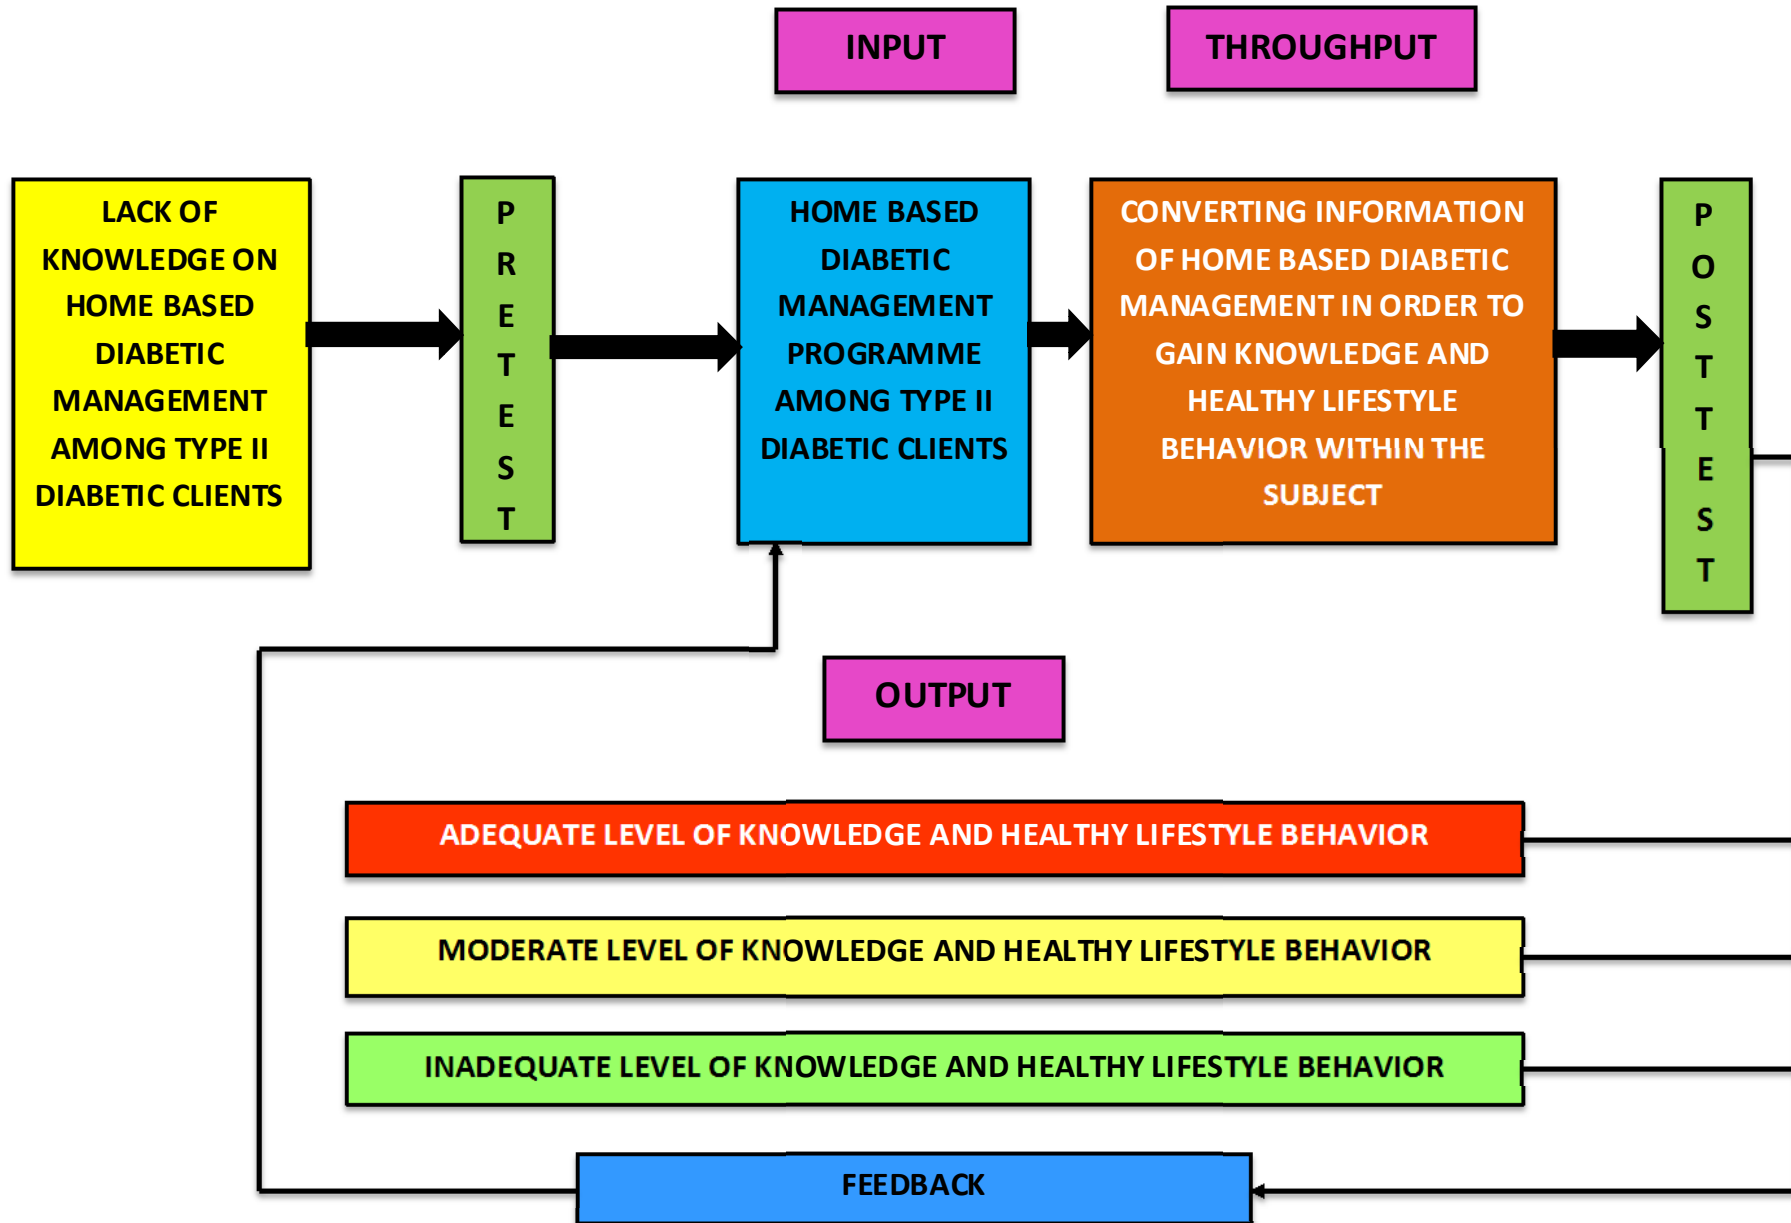 INPUT
THROUGHPUT
LACK OF
KNOWLEDGE ON
HOME BASED
DIABETIC
MANAGEMENT
AMONG TYPE II
DIABETIC CLIENTS
P
R
E
T
E
S
T
HOME BASED
DIABETIC
MANAGEMENT
PROGRAMME
AMONG TYPE II
DIABETIC CLIENTS
CONVERTING INFORMATION
OF HOME BASED DIABETIC
MANAGEMENT IN ORDER TO
GAIN KNOWLEDGE AND
HEALTHY LIFESTYLE
BEHAVIOR WITHIN THE
SUBJECT
P
O
S
T
T
E
S
T
OUTPUT
ADEQUATE LEVEL OF KNOWLEDGE AND HEALTHY LIFESTYLE BEHAVIOR
MODERATE LEVEL OF KNOWLEDGE AND HEALTHY LIFESTYLE BEHAVIOR
INADEQUATE LEVEL OF KNOWLEDGE AND HEALTHY LIFESTYLE BEHAVIOR
FEEDBACK